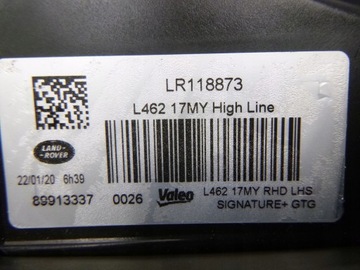 LR118873
L462 17MY High Line
LAND-
ROVER
22/01/20 6h39
89913337 0026 Valeo
L462 17MY RHD LHS
SIGNATURE+ GTG